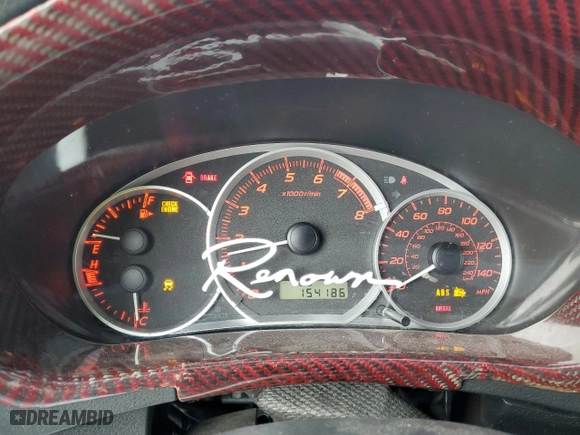 BRAKE
CHECK
ENGINE
F
E
H
C
x1000r/min
1 2 3 4 5 6 7 8
Renown
154186
20 40 60 80 100 120 140
MPH
ABS
BRAKE
DREAMBID